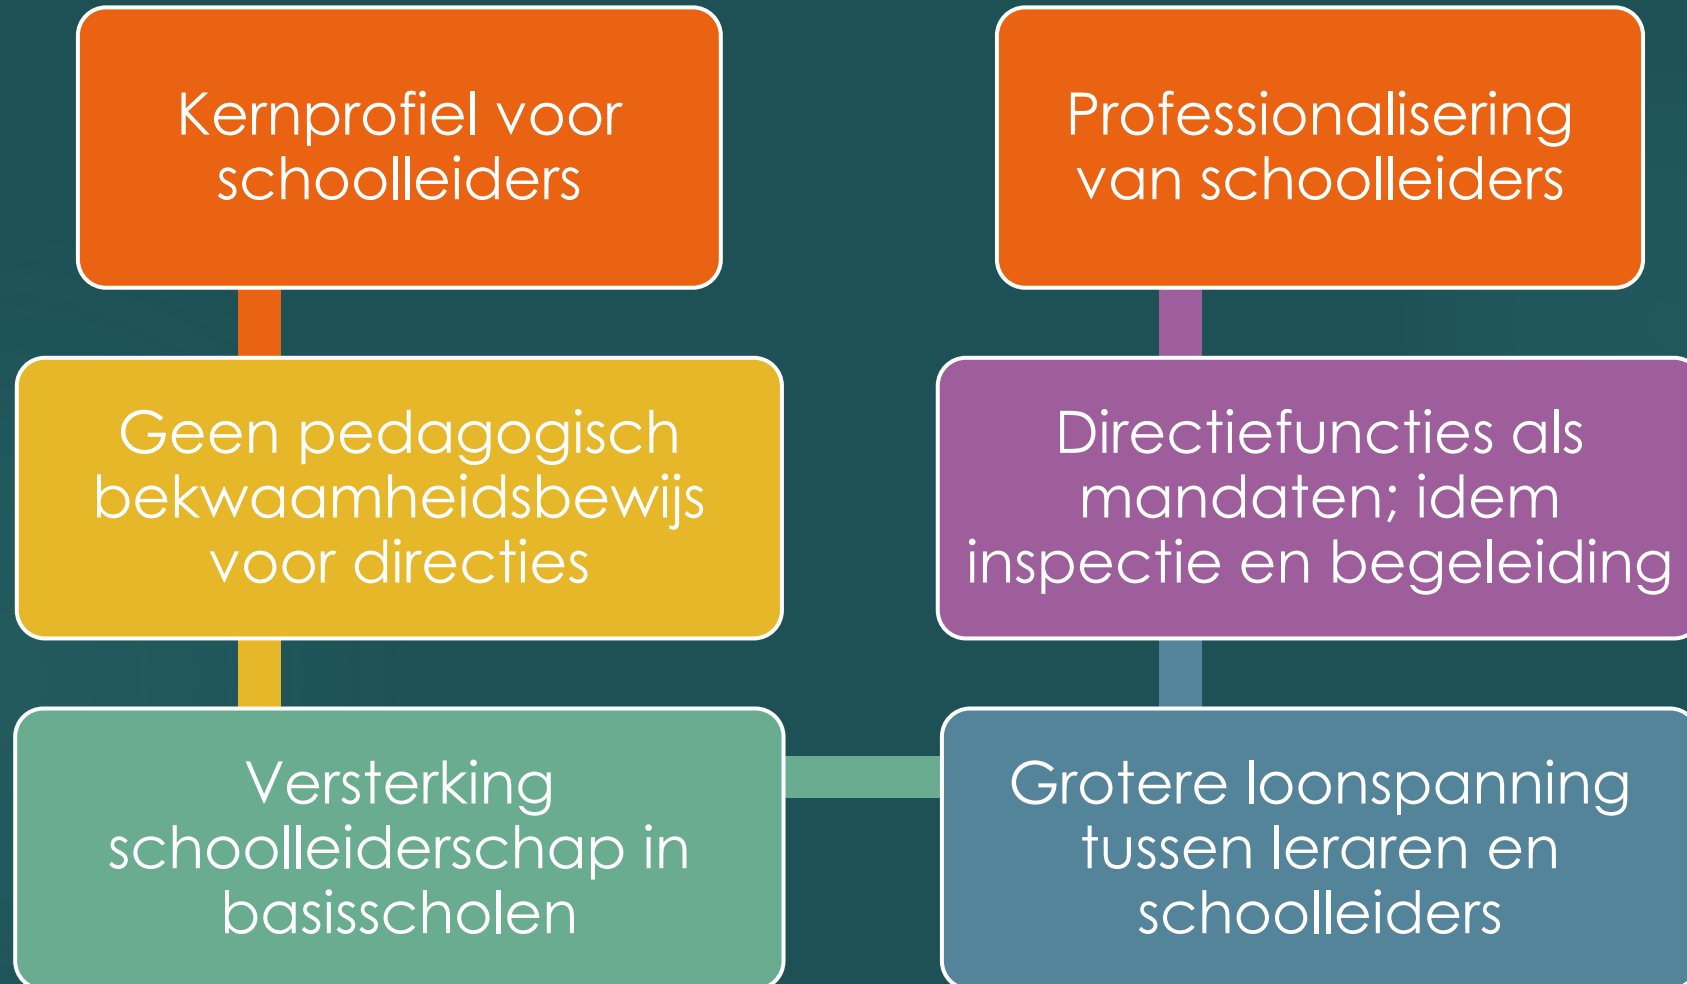 Kernprofiel voor
schoolleiders
Geen pedagogisch
bekwaamheidsbewijs
voor directies
Versterking
schoolleiderschap in
basisscholen
Grotere loonspanning
tussen leraren en
schoolleiders
Directiefuncties als
mandaten; idem
inspectie en begeleiding
Professionalisering
van schoolleiders